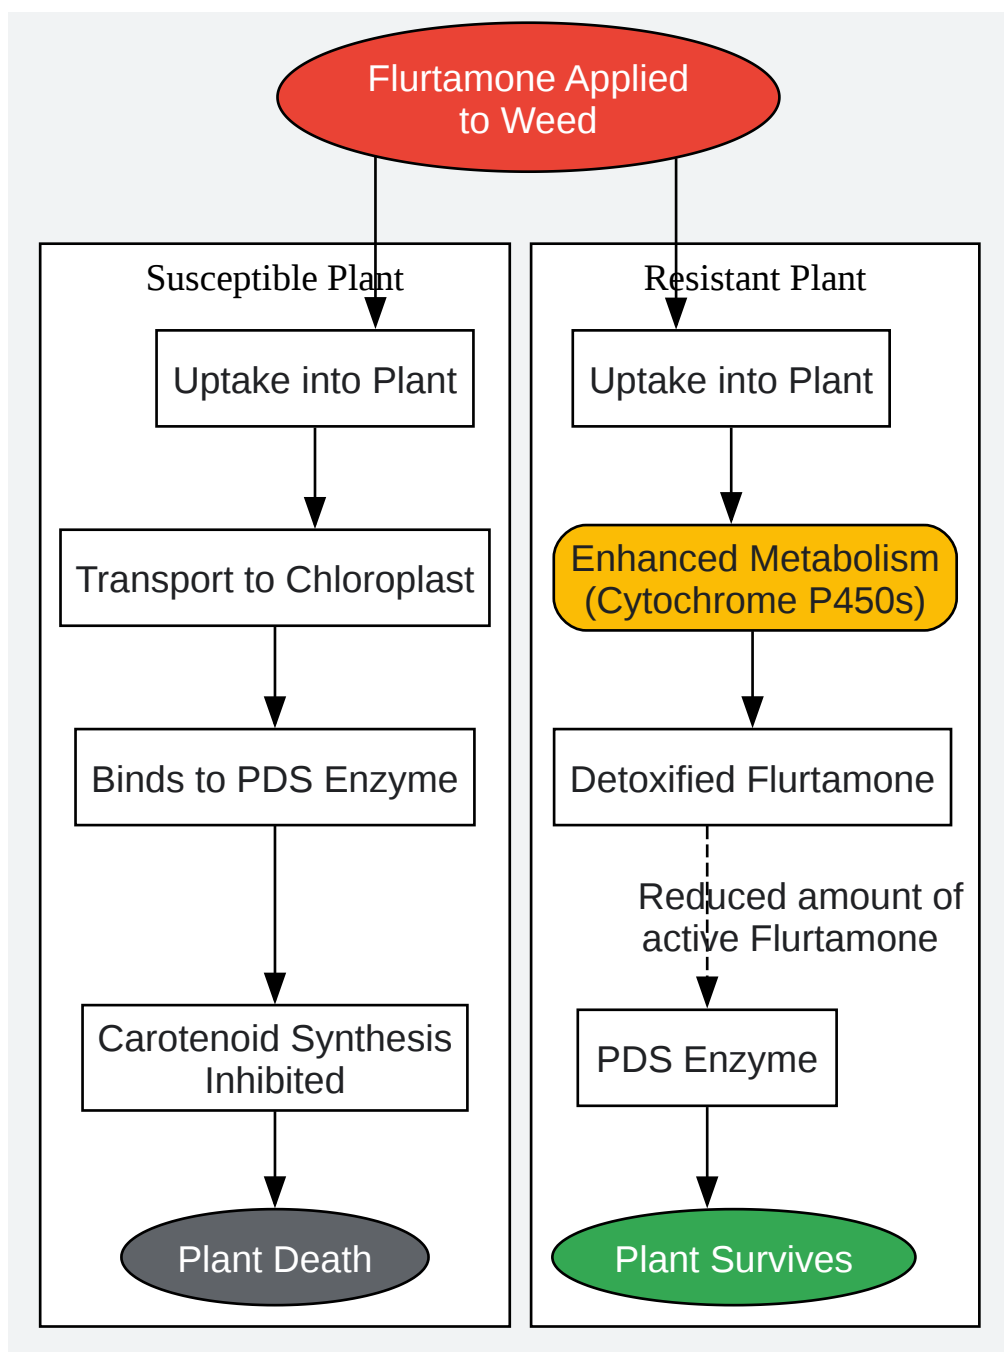 Flurtamone Applied
to Weed
Susceptible Plant
Uptake into Plant
Transport to Chloroplast
Binds to PDS Enzyme
Carotenoid Synthesis
Inhibited
Plant Death
Resistant Plant
Uptake into Plant
Enhanced Metabolism
(Cytochrome P450s)
Detoxified Flurtamone
Reduced amount of
active Flurtamone
PDS Enzyme
Plant Survives